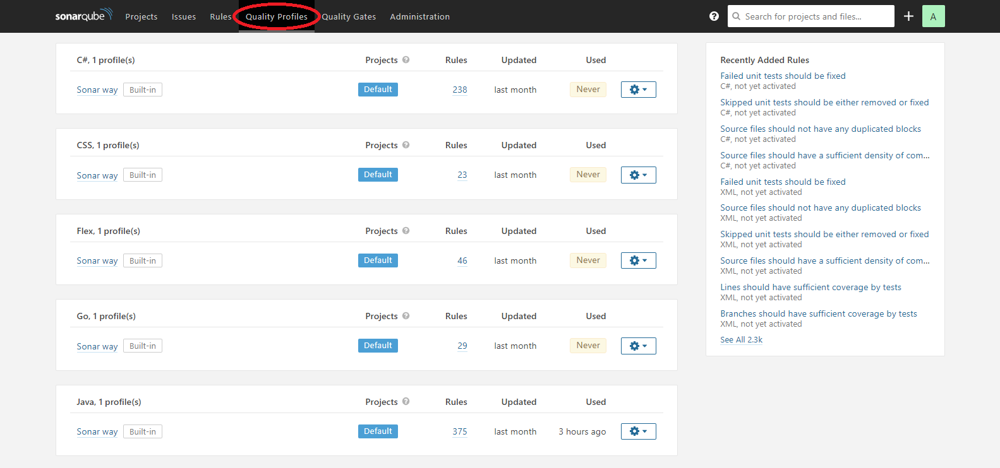 sonarqube Projects Issues Rules Quality Profiles Quality Gates Administration ? Search for projects and files... + A
C#, 1 profile(s) Projects ? Rules Updated Used
Sonar way Built-in Default 238 last month Never
CSS, 1 profile(s) Projects ? Rules Updated Used
Sonar way Built-in Default 23 last month Never
Flex, 1 profile(s) Projects ? Rules Updated Used
Sonar way Built-in Default 46 last month Never
Go, 1 profile(s) Projects ? Rules Updated Used
Sonar way Built-in Default 29 last month Never
Java, 1 profile(s) Projects ? Rules Updated Used
Sonar way Built-in Default 375 last month 3 hours ago
Recently Added Rules
Failed unit tests should be fixed
C#, not yet activated
Skipped unit tests should be either removed or fixed
C#, not yet activated
Source files should not have any duplicated blocks
C#, not yet activated
Source files should have a sufficient density of com...
C#, not yet activated
Failed unit tests should be fixed
XML, not yet activated
Source files should not have any duplicated blocks
XML, not yet activated
Skipped unit tests should be either removed or fixed
XML, not yet activated
Source files should have a sufficient density of com...
XML, not yet activated
Lines should have sufficient coverage by tests
XML, not yet activated
Branches should have sufficient coverage by tests
XML, not yet activated
See All 2.3k